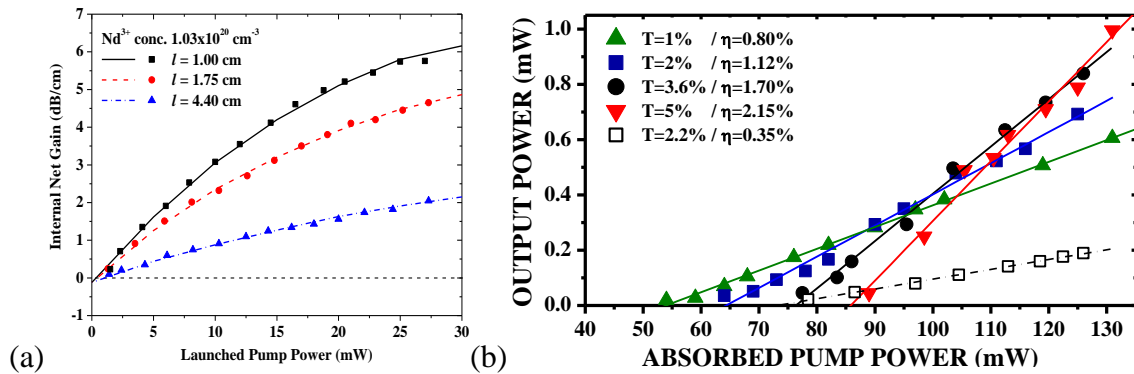 Nd³⁺ conc. 1.03x10²⁰ cm⁻³
l = 1.00 cm
l = 1.75 cm
l = 4.40 cm
Internal Net Gain (dB/cm)
7
6
5
4
3
2
1
0
-1
0 5 10 15 20 25 30
Launched Pump Power (mW)
(a)
T=1% / η=0.80%
T=2% / η=1.12%
T=3.6% / η=1.70%
T=5% / η=2.15%
T=2.2% / η=0.35%
OUTPUT POWER (mW)
1.0
0.8
0.6
0.4
0.2
0.0
40 50 60 70 80 90 100 110 120 130
ABSORBED PUMP POWER (mW)
(b)